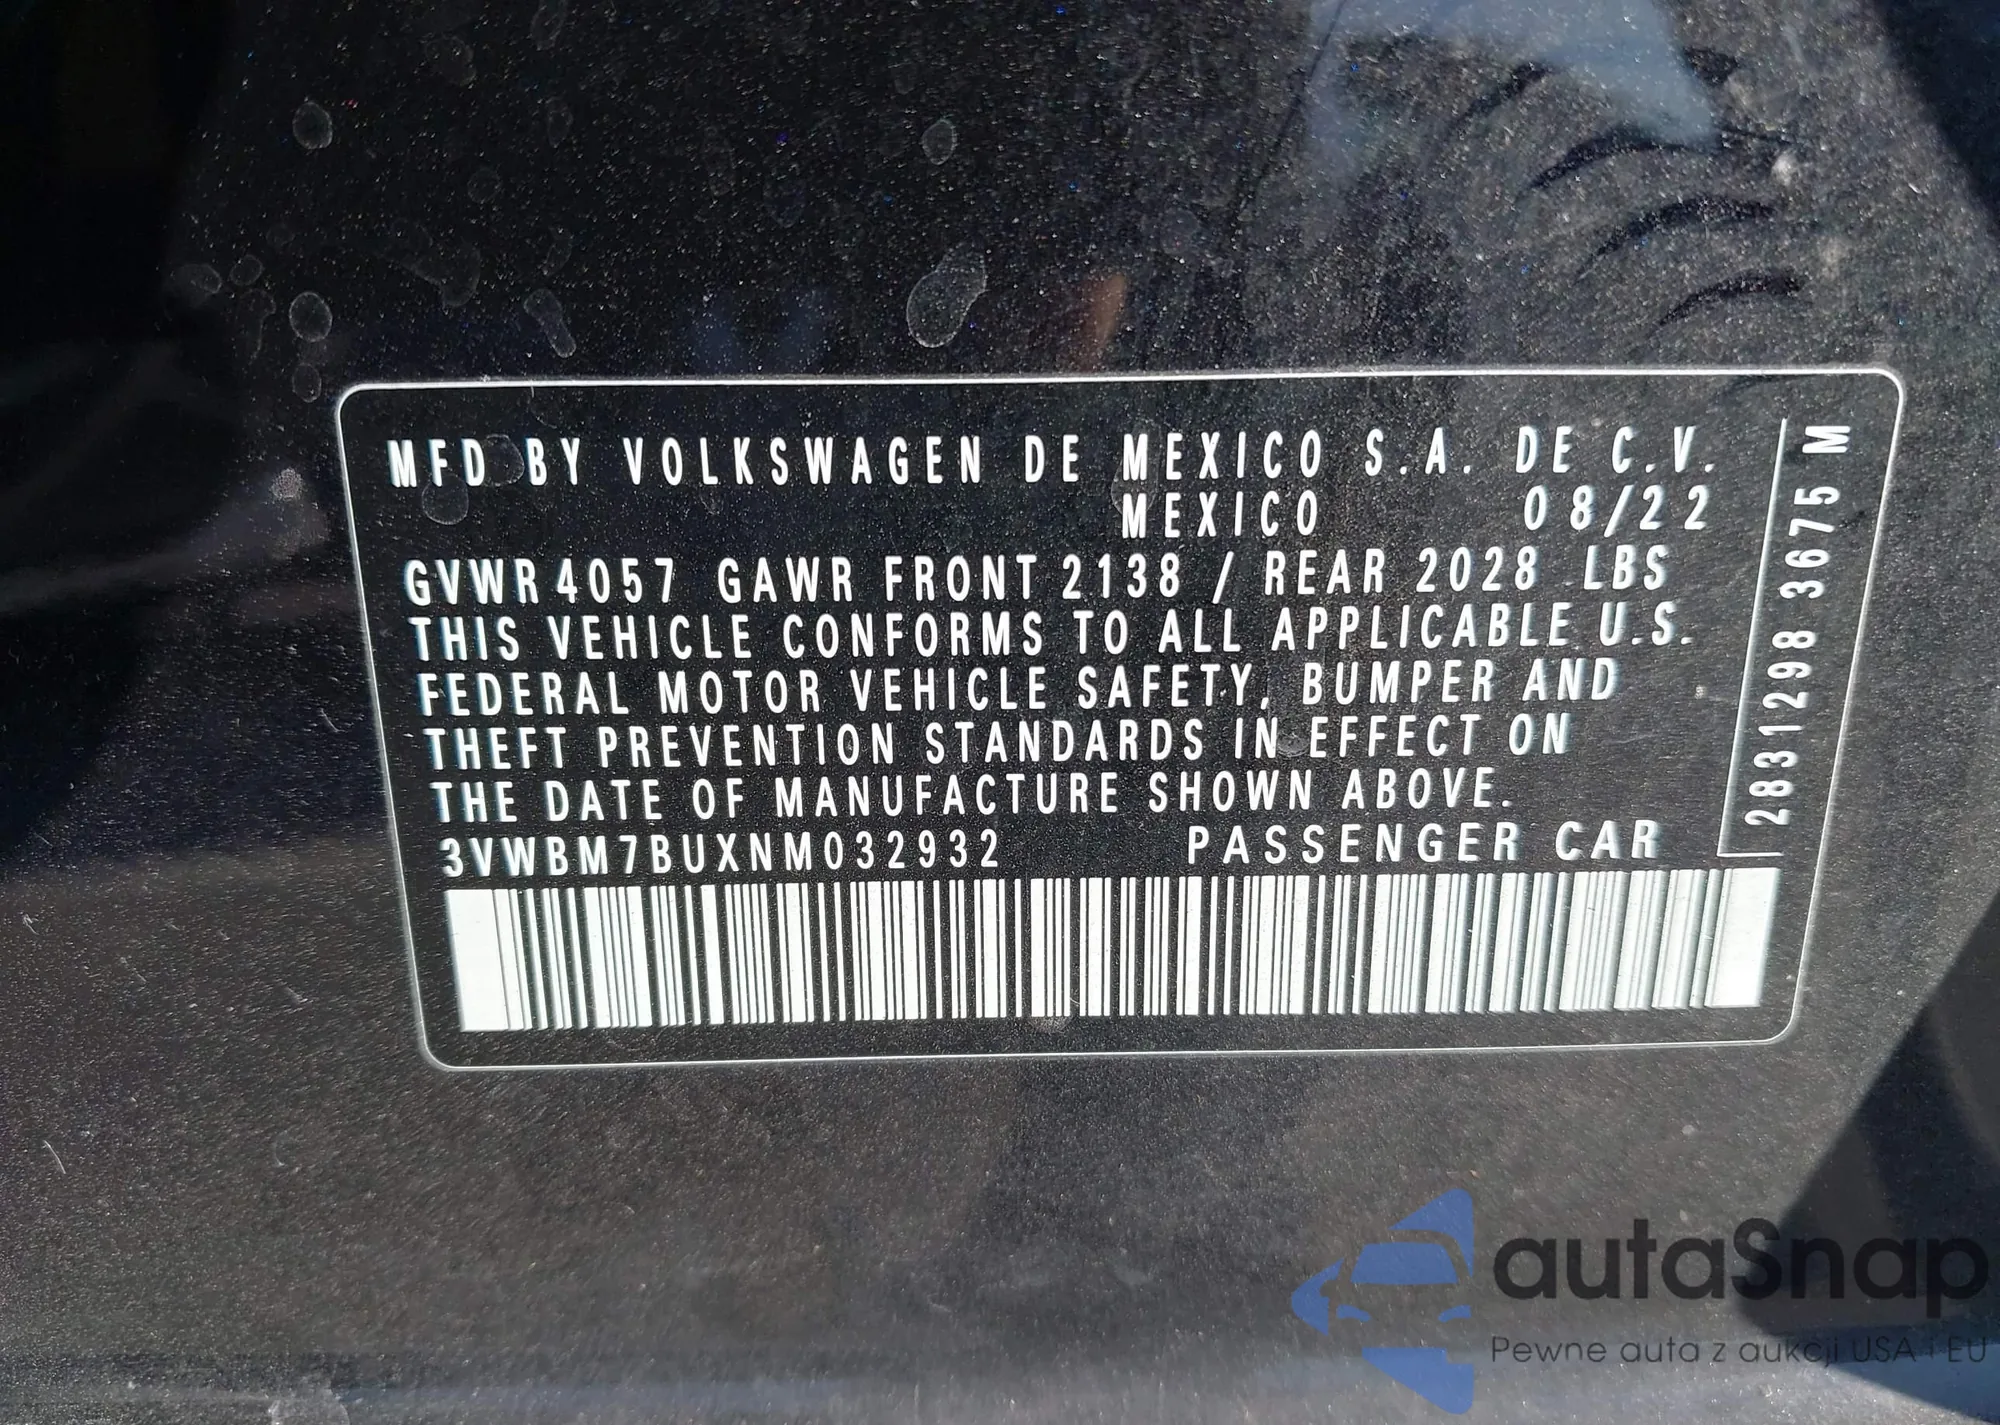 MFD BY VOLKSWAGEN DE MEXICO S.A. DE C.V.
MEXICO 08/22
GVWR 4057 GAWR FRONT 2138 / REAR 2028 LBS
THIS VEHICLE CONFORMS TO ALL APPLICABLE U.S.
FEDERAL MOTOR VEHICLE SAFETY, BUMPER AND
THEFT PREVENTION STANDARDS IN EFFECT ON
THE DATE OF MANUFACTURE SHOWN ABOVE.
3VWBM7BUXNM032932 PASSENGER CAR
2831298 3675 M
autaSnap
Pewne auta z aukcji USA i EU